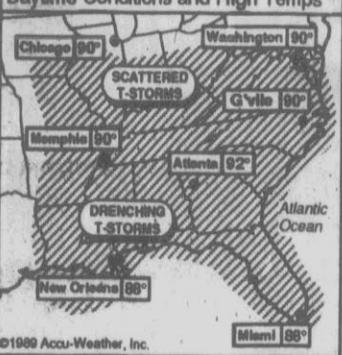 Daytime Conditions and High Temps
Chicago 90°
Washington 90°
SCATTERED
T-STORMS
G'ville 90°
Memphis 90°
Atlanta 92°
DRENCHING
T-STORMS
Atlantic
Ocean
New Orleans 88°
Miami 88°
©1989 Accu-Weather, Inc.